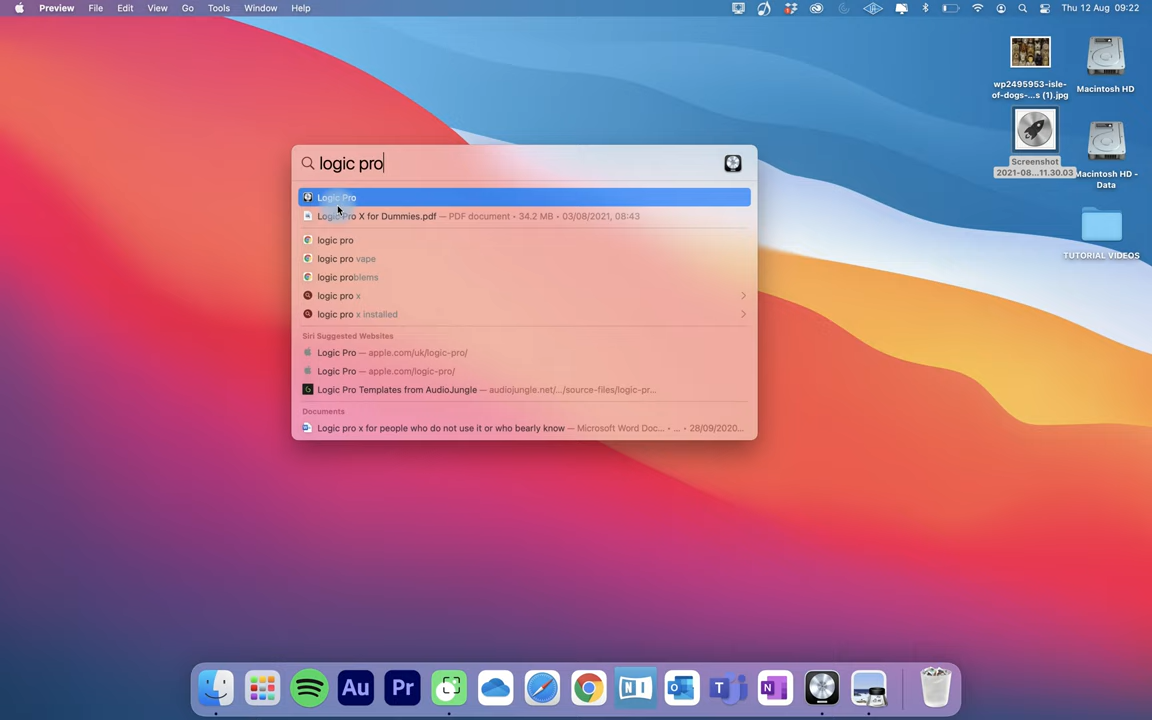 Preview File Edit View Go Tools Window Help Thu 12 Aug 09:22
wp2495953-isle-
of-dogs-...s (1).jpg
Macintosh HD
Screenshot
2021-08...11.30.03
Macintosh HD -
Data
TUTORIAL VIDEOS
logic pro
Logic Pro
Logic Pro X for Dummies.pdf — PDF document • 34.2 MB • 03/08/2021, 08:43
logic pro
logic pro vape
logic problems
logic pro x
logic pro x installed
Siri Suggested Websites
Logic Pro — apple.com/uk/logic-pro/
Logic Pro — apple.com/logic-pro/
Logic Pro Templates from AudioJungle — audiojungle.net/.../source-files/logic-pr...
Documents
Logic pro x for people who do not use it or who bearly know — Microsoft Word Doc... • ... • 28/09/2020...
Au Pr NI O T N